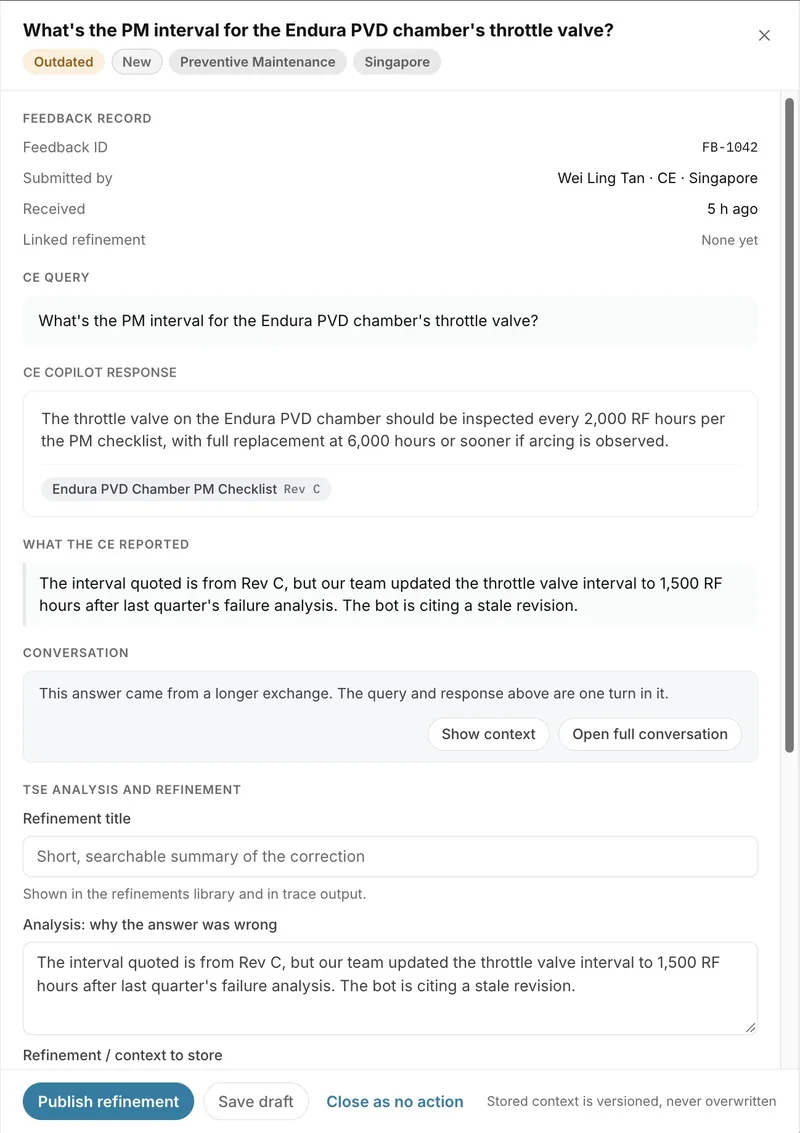 What's the PM interval for the Endura PVD chamber's throttle valve?
Outdated New Preventive Maintenance Singapore
FEEDBACK RECORD
Feedback ID FB-1042
Submitted by Wei Ling Tan · CE · Singapore
Received 5 h ago
Linked refinement None yet
CE QUERY
What's the PM interval for the Endura PVD chamber's throttle valve?
CE COPILOT RESPONSE
The throttle valve on the Endura PVD chamber should be inspected every 2,000 RF hours per
the PM checklist, with full replacement at 6,000 hours or sooner if arcing is observed.
Endura PVD Chamber PM Checklist Rev C
WHAT THE CE REPORTED
The interval quoted is from Rev C, but our team updated the throttle valve interval to 1,500 RF
hours after last quarter's failure analysis. The bot is citing a stale revision.
CONVERSATION
This answer came from a longer exchange. The query and response above are one turn in it.
Show context Open full conversation
TSE ANALYSIS AND REFINEMENT
Refinement title
Short, searchable summary of the correction
Shown in the refinements library and in trace output.
Analysis: why the answer was wrong
The interval quoted is from Rev C, but our team updated the throttle valve interval to 1,500 RF
hours after last quarter's failure analysis. The bot is citing a stale revision.
Refinement / context to store
Publish refinement Save draft Close as no action Stored context is versioned, never overwritten